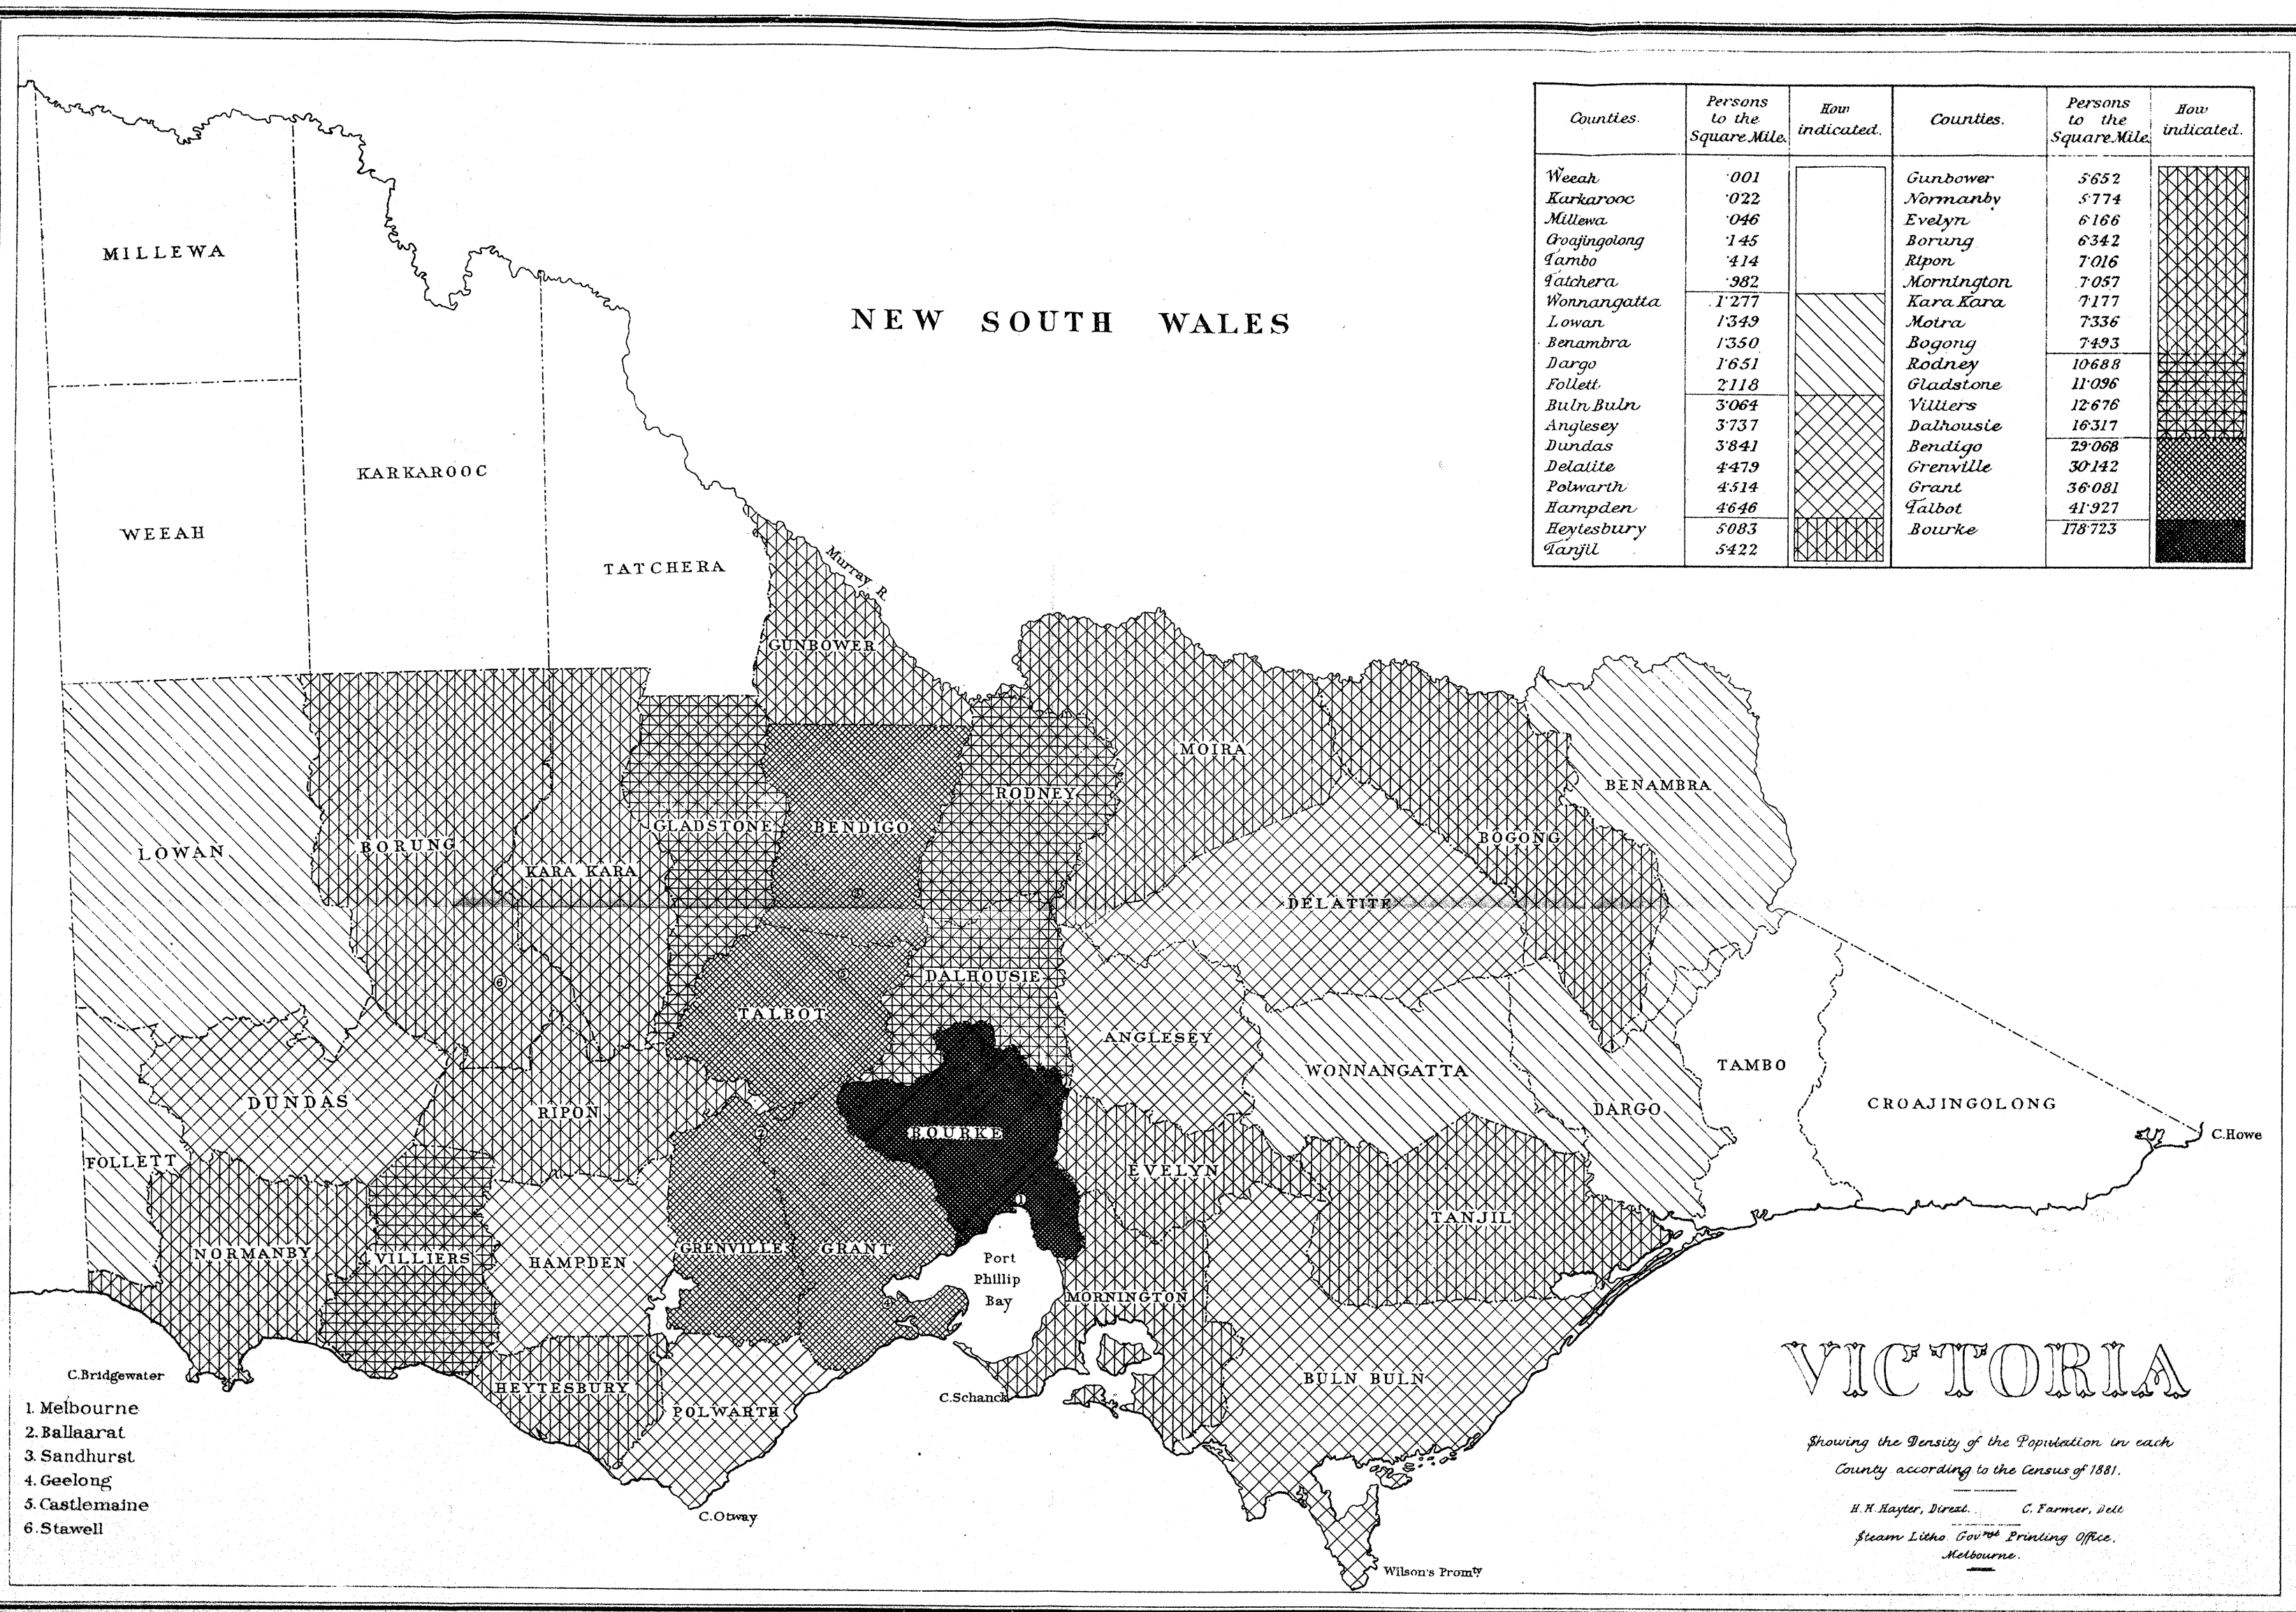 Counties. Persons to the Square Mile. How indicated. Counties. Persons to the Square Mile. How indicated.
Weeah ·001 Gunbower 5·652
Karkarooc ·022 Normanby 5·774
Millewa ·046 Evelyn 6·166
Croajingolong ·145 Borung 6·342
Tambo ·414 Ripon 7·016
Tatchera ·982 Mornington 7·057
Wonnangatta 1·277 Kara Kara 7·177
Lowan 1·349 Moira 7·336
Benambra 1·350 Bogong 7·493
Dargo 1·651 Rodney 10·688
Follett 2·118 Gladstone 11·096
Buln Buln 3·064 Villiers 12·676
Anglesey 3·737 Dalhousie 16·317
Dundas 3·841 Bendigo 29·068
Delatite 4·479 Grenville 30·142
Polwarth 4·514 Grant 36·081
Hampden 4·646 Talbot 41·927
Heytesbury 5·083 Bourke 178·723
Tanjil 5·422
MILLEWA
NEW SOUTH WALES
KARKAROOC
WEEAH
TATCHERA
Murray R.
GUNBOWER
MOIRA
BENAMBRA
RODNEY
GLADSTONE
BENDIGO
BOGONG
BORUNG
LOWAN
KARA KARA
3
DELATITE
DALHOUSIE
5
6
TALBOT
ANGLESEY
WONNANGATTA
TAMBO
DUNDAS
RIPON
DARGO
CROAJINGOLONG
BOURKE
2
C. Howe
FOLLETT
EVELYN
1
TANJIL
NORMANBY
VILLIERS
HAMPDEN
GRENVILLE
GRANT
Port
Phillip
Bay
4
MORNINGTON
HEYTESBURY
POLWARTH
BULN BULN
C. Bridgewater
C. Schanck
C. Otway
Wilson's Promty
1. Melbourne
2. Ballaarat
3. Sandhurst
4. Geelong
5. Castlemaine
6. Stawell
VICTORIA
Showing the Density of the Population in each
County according to the Census of 1881.
H. H. Hayter, Dirext. C. Farmer, Delt
Steam Litho. Govnt Printing Office,
Melbourne.